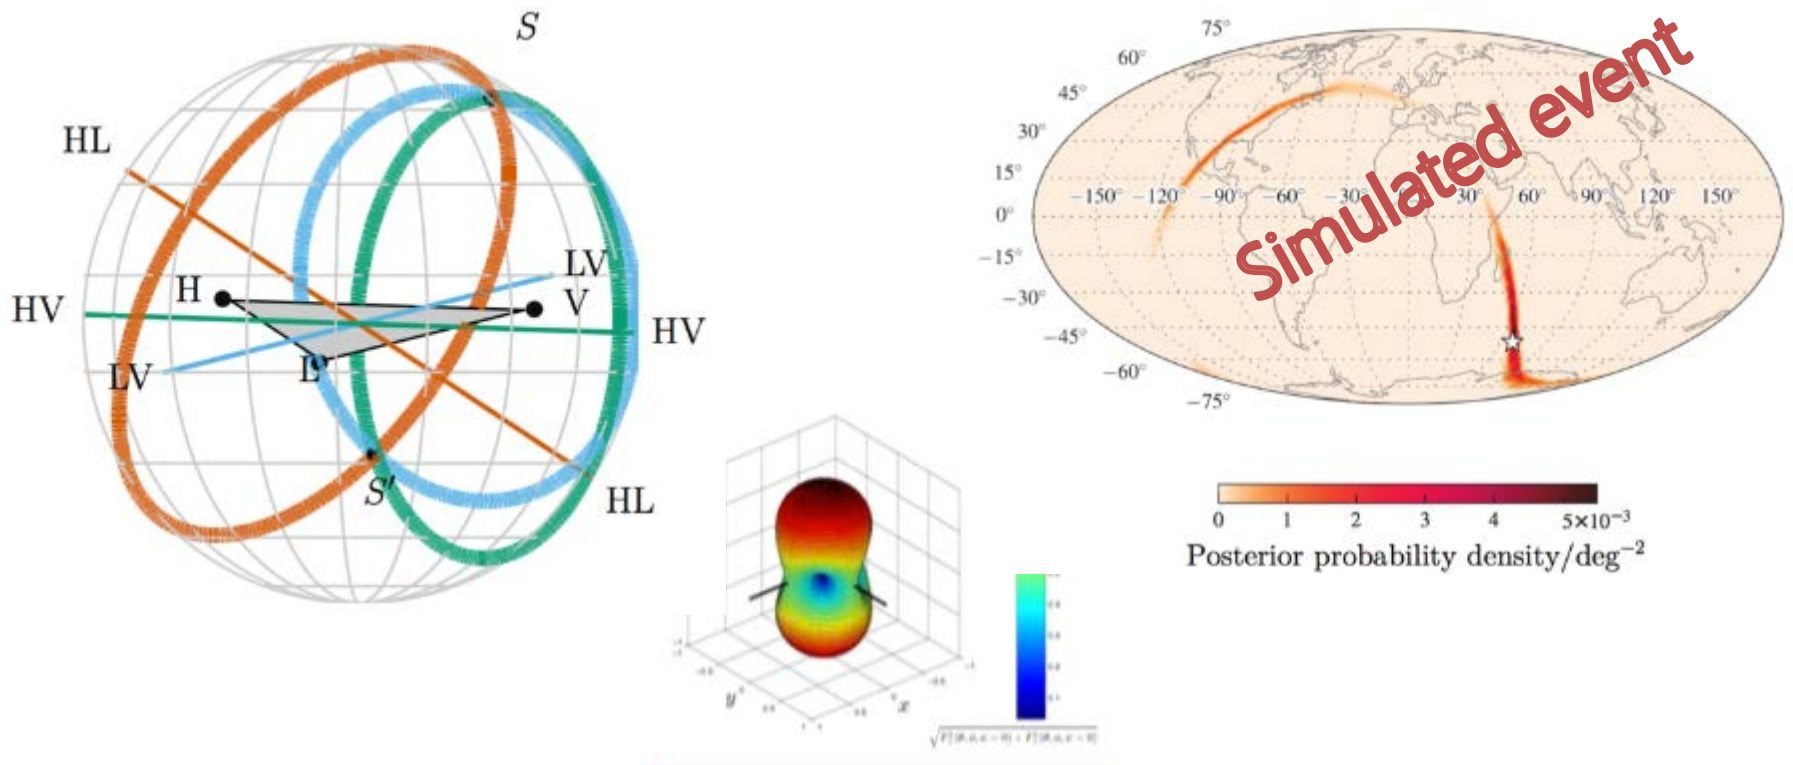 S
HL
LV
H
V
HV
HV
L
LV
S′
HL
75°
60°
45°
30°
15°
−150° −120° −90° −60° −30° 30° 60° 90° 120° 150°
0°
−15°
−30°
−45°
−60°
−75°
Simulated event
0 1 2 3 4 5×10⁻³
Posterior probability density/deg⁻²
y
x